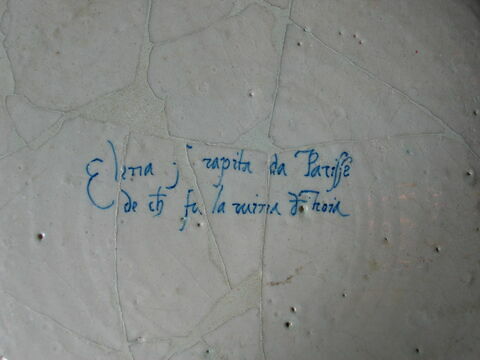 Elena f rapita da Parisse
de ch fu la ruina d Troia